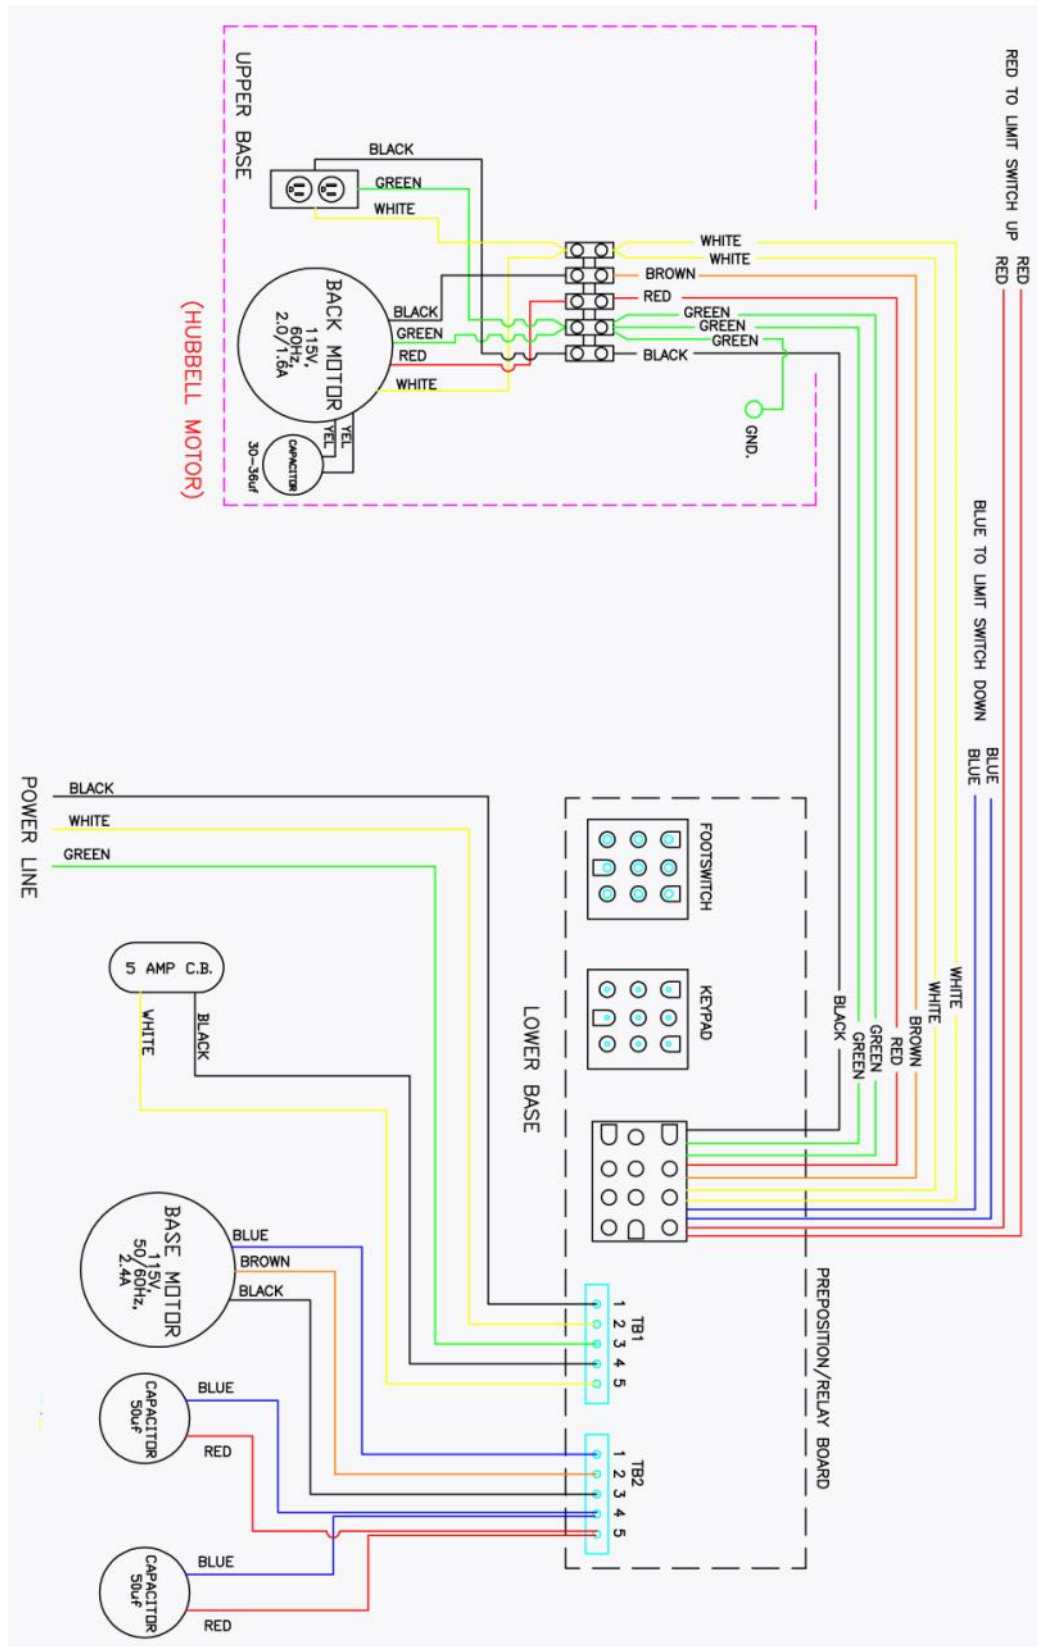 UPPER BASE
BLACK
GREEN
WHITE
BACK MOTOR
115V,
60Hz,
2.0/1.6A
(HUBBELL MOTOR)
BLACK
GREEN
RED
WHITE
YEL
YEL
CAPACITOR
30-36uf
WHITE
WHITE
BROWN
RED
GREEN
GREEN
GREEN
BLACK
GND.
RED TO LIMIT SWITCH UP
RED
RED
BLUE TO LIMIT SWITCH DOWN
BLUE
BLUE
POWER LINE
BLACK
WHITE
GREEN
5 AMP C.B.
WHITE
BLACK
LOWER BASE
FOOTSWITCH
KEYPAD
BLACK
GREEN
GREEN
RED
BROWN
WHITE
WHITE
PREPOSITION/RELAY BOARD
BASE MOTOR
115V,
50/60Hz,
2.4A
BLUE
BROWN
BLACK
TB1
1
2
3
4
5
TB2
1
2
3
4
5
CAPACITOR
50uf
BLUE
RED
CAPACITOR
50uf
BLUE
RED